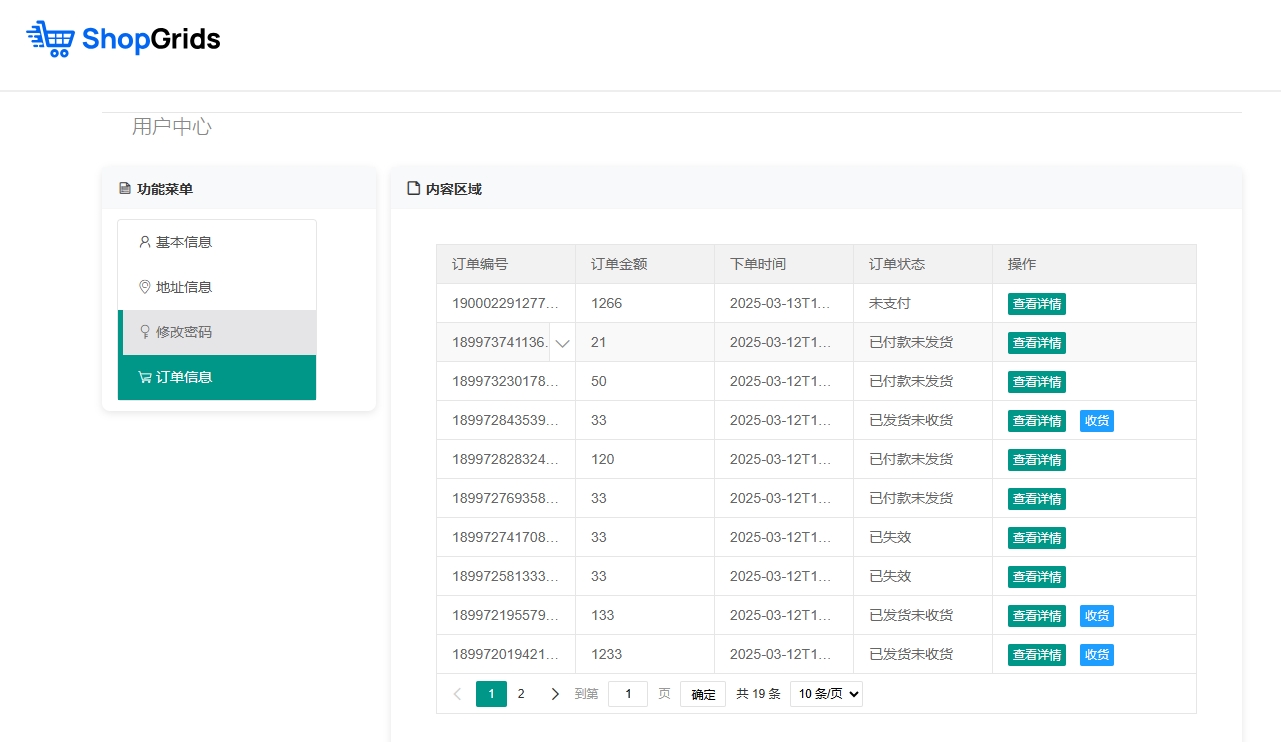 ShopGrids
用户中心
功能菜单
基本信息
地址信息
修改密码
订单信息
内容区域
订单编号 订单金额 下单时间 订单状态 操作
190002291277... 1266 2025-03-13T1... 未支付 查看详情
189973741136. 21 2025-03-12T1... 已付款未发货 查看详情
189973230178... 50 2025-03-12T1... 已付款未发货 查看详情
189972843539... 33 2025-03-12T1... 已发货未收货 查看详情 收货
189972828324... 120 2025-03-12T1... 已付款未发货 查看详情
189972769358... 33 2025-03-12T1... 已付款未发货 查看详情
189972741708... 33 2025-03-12T1... 已失效 查看详情
189972581333... 33 2025-03-12T1... 已失效 查看详情
189972195579... 133 2025-03-12T1... 已发货未收货 查看详情 收货
189972019421... 1233 2025-03-12T1... 已发货未收货 查看详情 收货
1 2 到第 1 页 确定 共 19 条 10 条/页